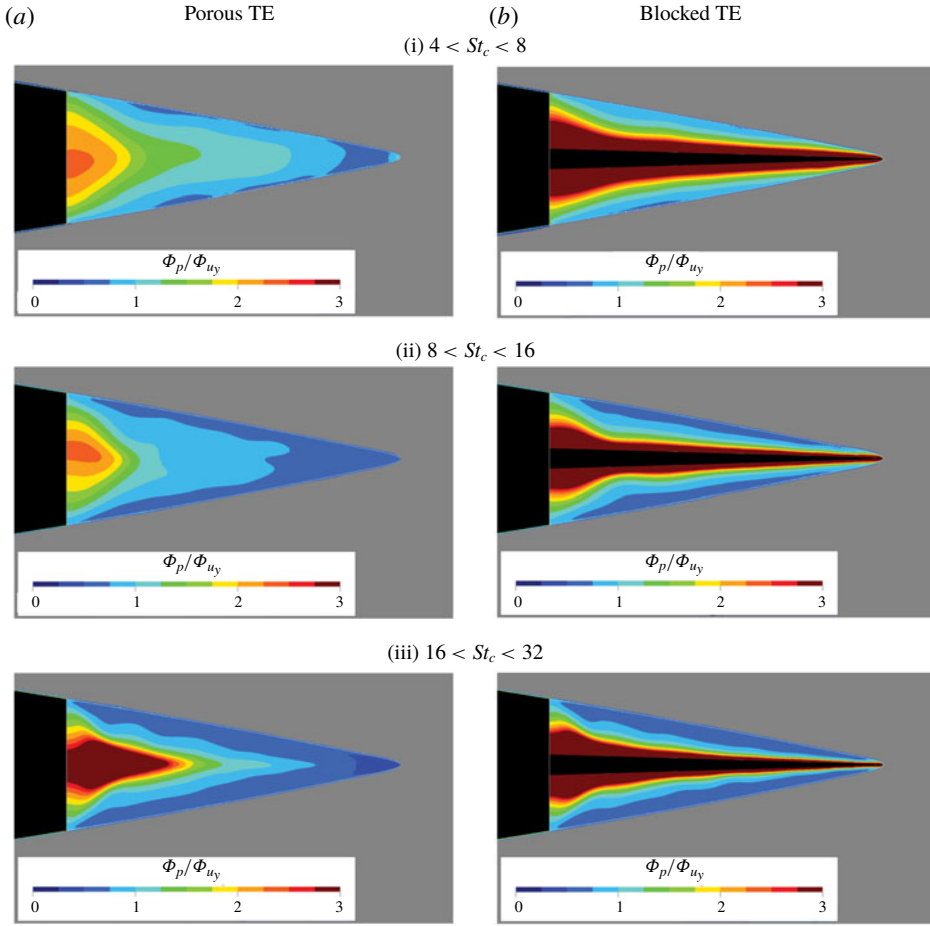 (a) Porous TE (b) Blocked TE
(i) 4 < St_c < 8
Φ_p/Φ_{u_y} Φ_p/Φ_{u_y}
0 1 2 3 0 1 2 3
(ii) 8 < St_c < 16
Φ_p/Φ_{u_y} Φ_p/Φ_{u_y}
0 1 2 3 0 1 2 3
(iii) 16 < St_c < 32
Φ_p/Φ_{u_y} Φ_p/Φ_{u_y}
0 1 2 3 0 1 2 3